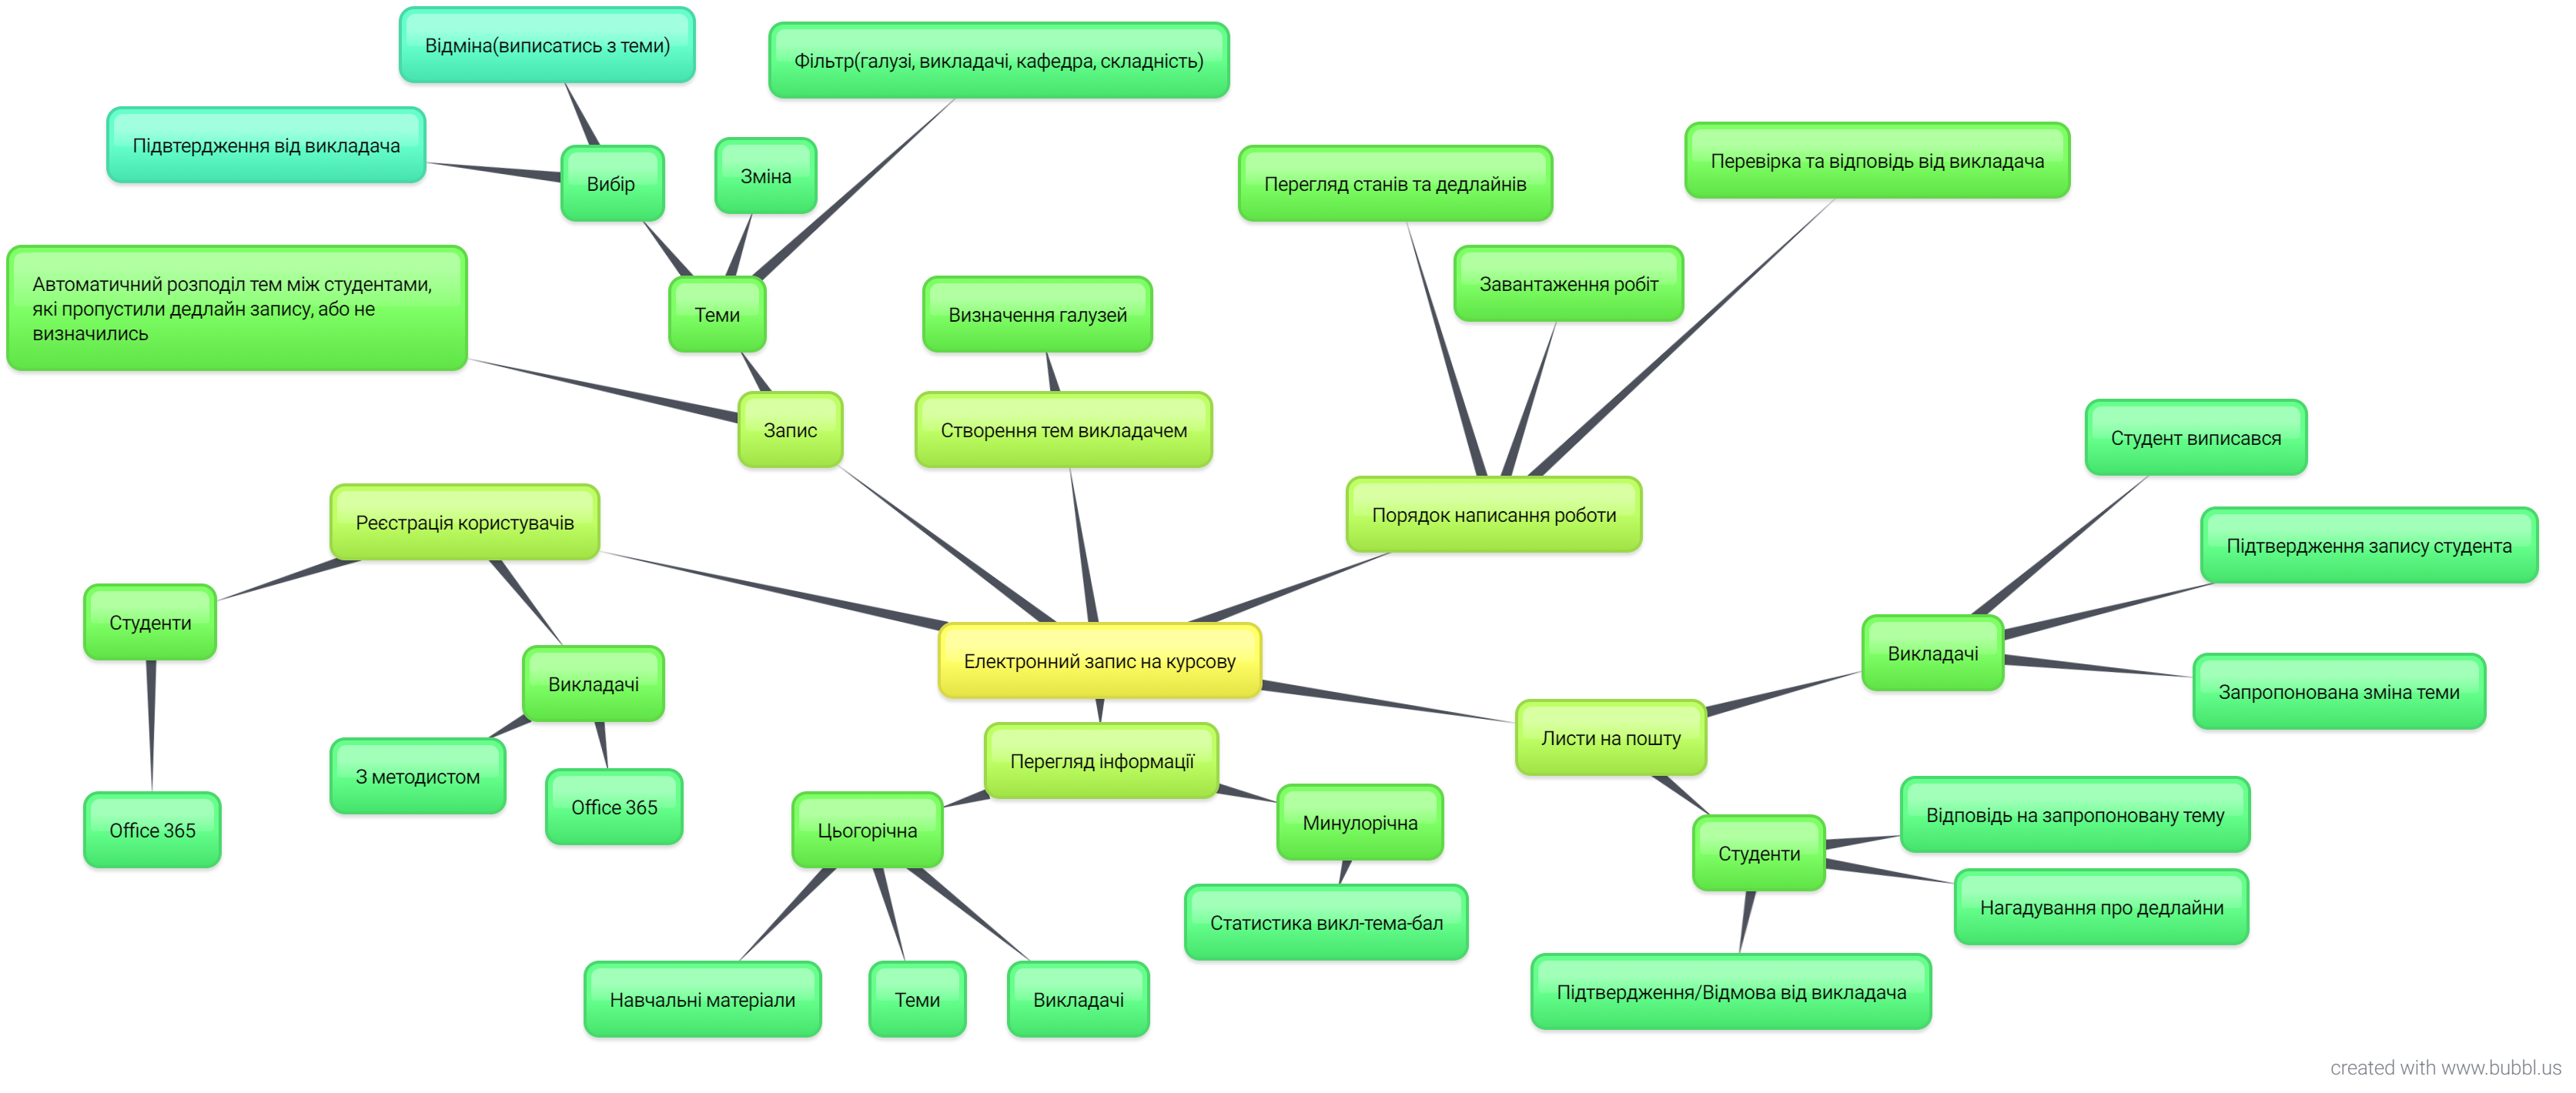 Відміна(виписатись з теми)
Фільтр(галузі, викладачі, кафедра, складність)
Підвтердження від викладача
Вибір
Зміна
Перегляд станів та дедлайнів
Перевірка та відповідь від викладача
Автоматичний розподіл тем між студентами,
які пропустили дедлайн запису, або не
визначились
Теми
Визначення галузей
Завантаження робіт
Запис
Створення тем викладачем
Студент виписався
Реєстрація користувачів
Порядок написання роботи
Підтвердження запису студента
Студенти
Викладачі
Електронний запис на курсову
Викладачі
Запропонована зміна теми
З методистом
Office 365
Office 365
Перегляд інформації
Листи на пошту
Цьогорічна
Минулорічна
Студенти
Відповідь на запропоновану тему
Нагадування про дедлайни
Статистика викл-тема-бал
Навчальні матеріали
Теми
Викладачі
Підтвердження/Відмова від викладача
created with www.bubbl.us